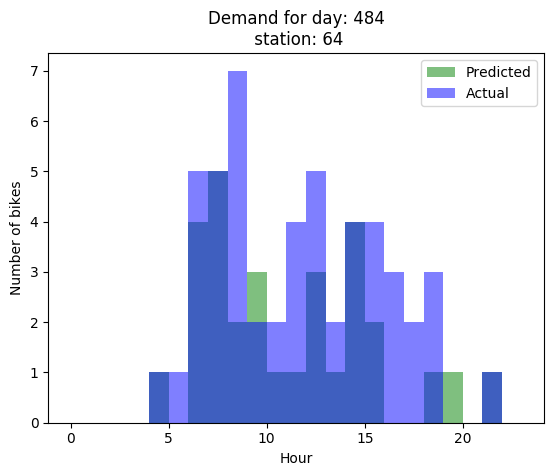 Demand for day: 484
station: 64
Predicted
Actual
Number of bikes
7
6
5
4
3
2
1
0
0 5 10 15 20
Hour